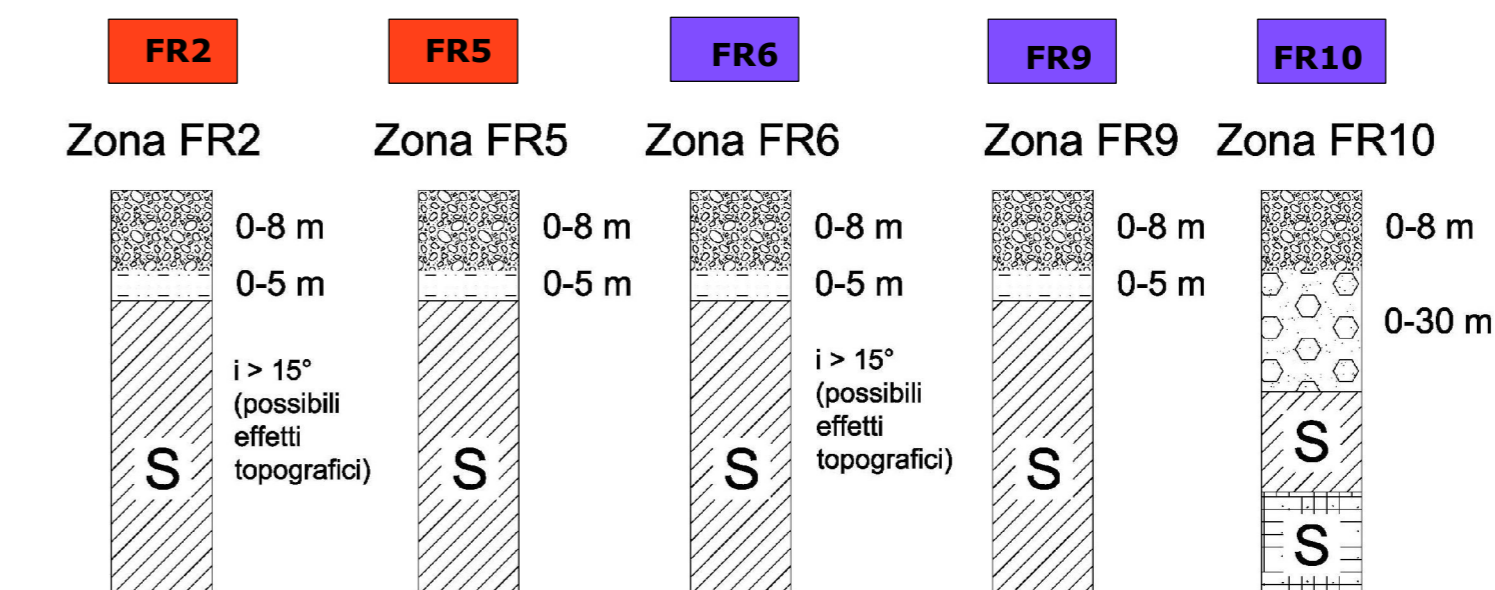 FR2
FR5
FR6
FR9
FR10
Zona FR2
Zona FR5
Zona FR6
Zona FR9
Zona FR10
0-8 m
0-8 m
0-8 m
0-8 m
0-8 m
0-5 m
0-5 m
0-5 m
0-5 m
0-30 m
i > 15°
(possibili
effetti
topografici)
i > 15°
(possibili
effetti
topografici)
S
S
S
S
S
S